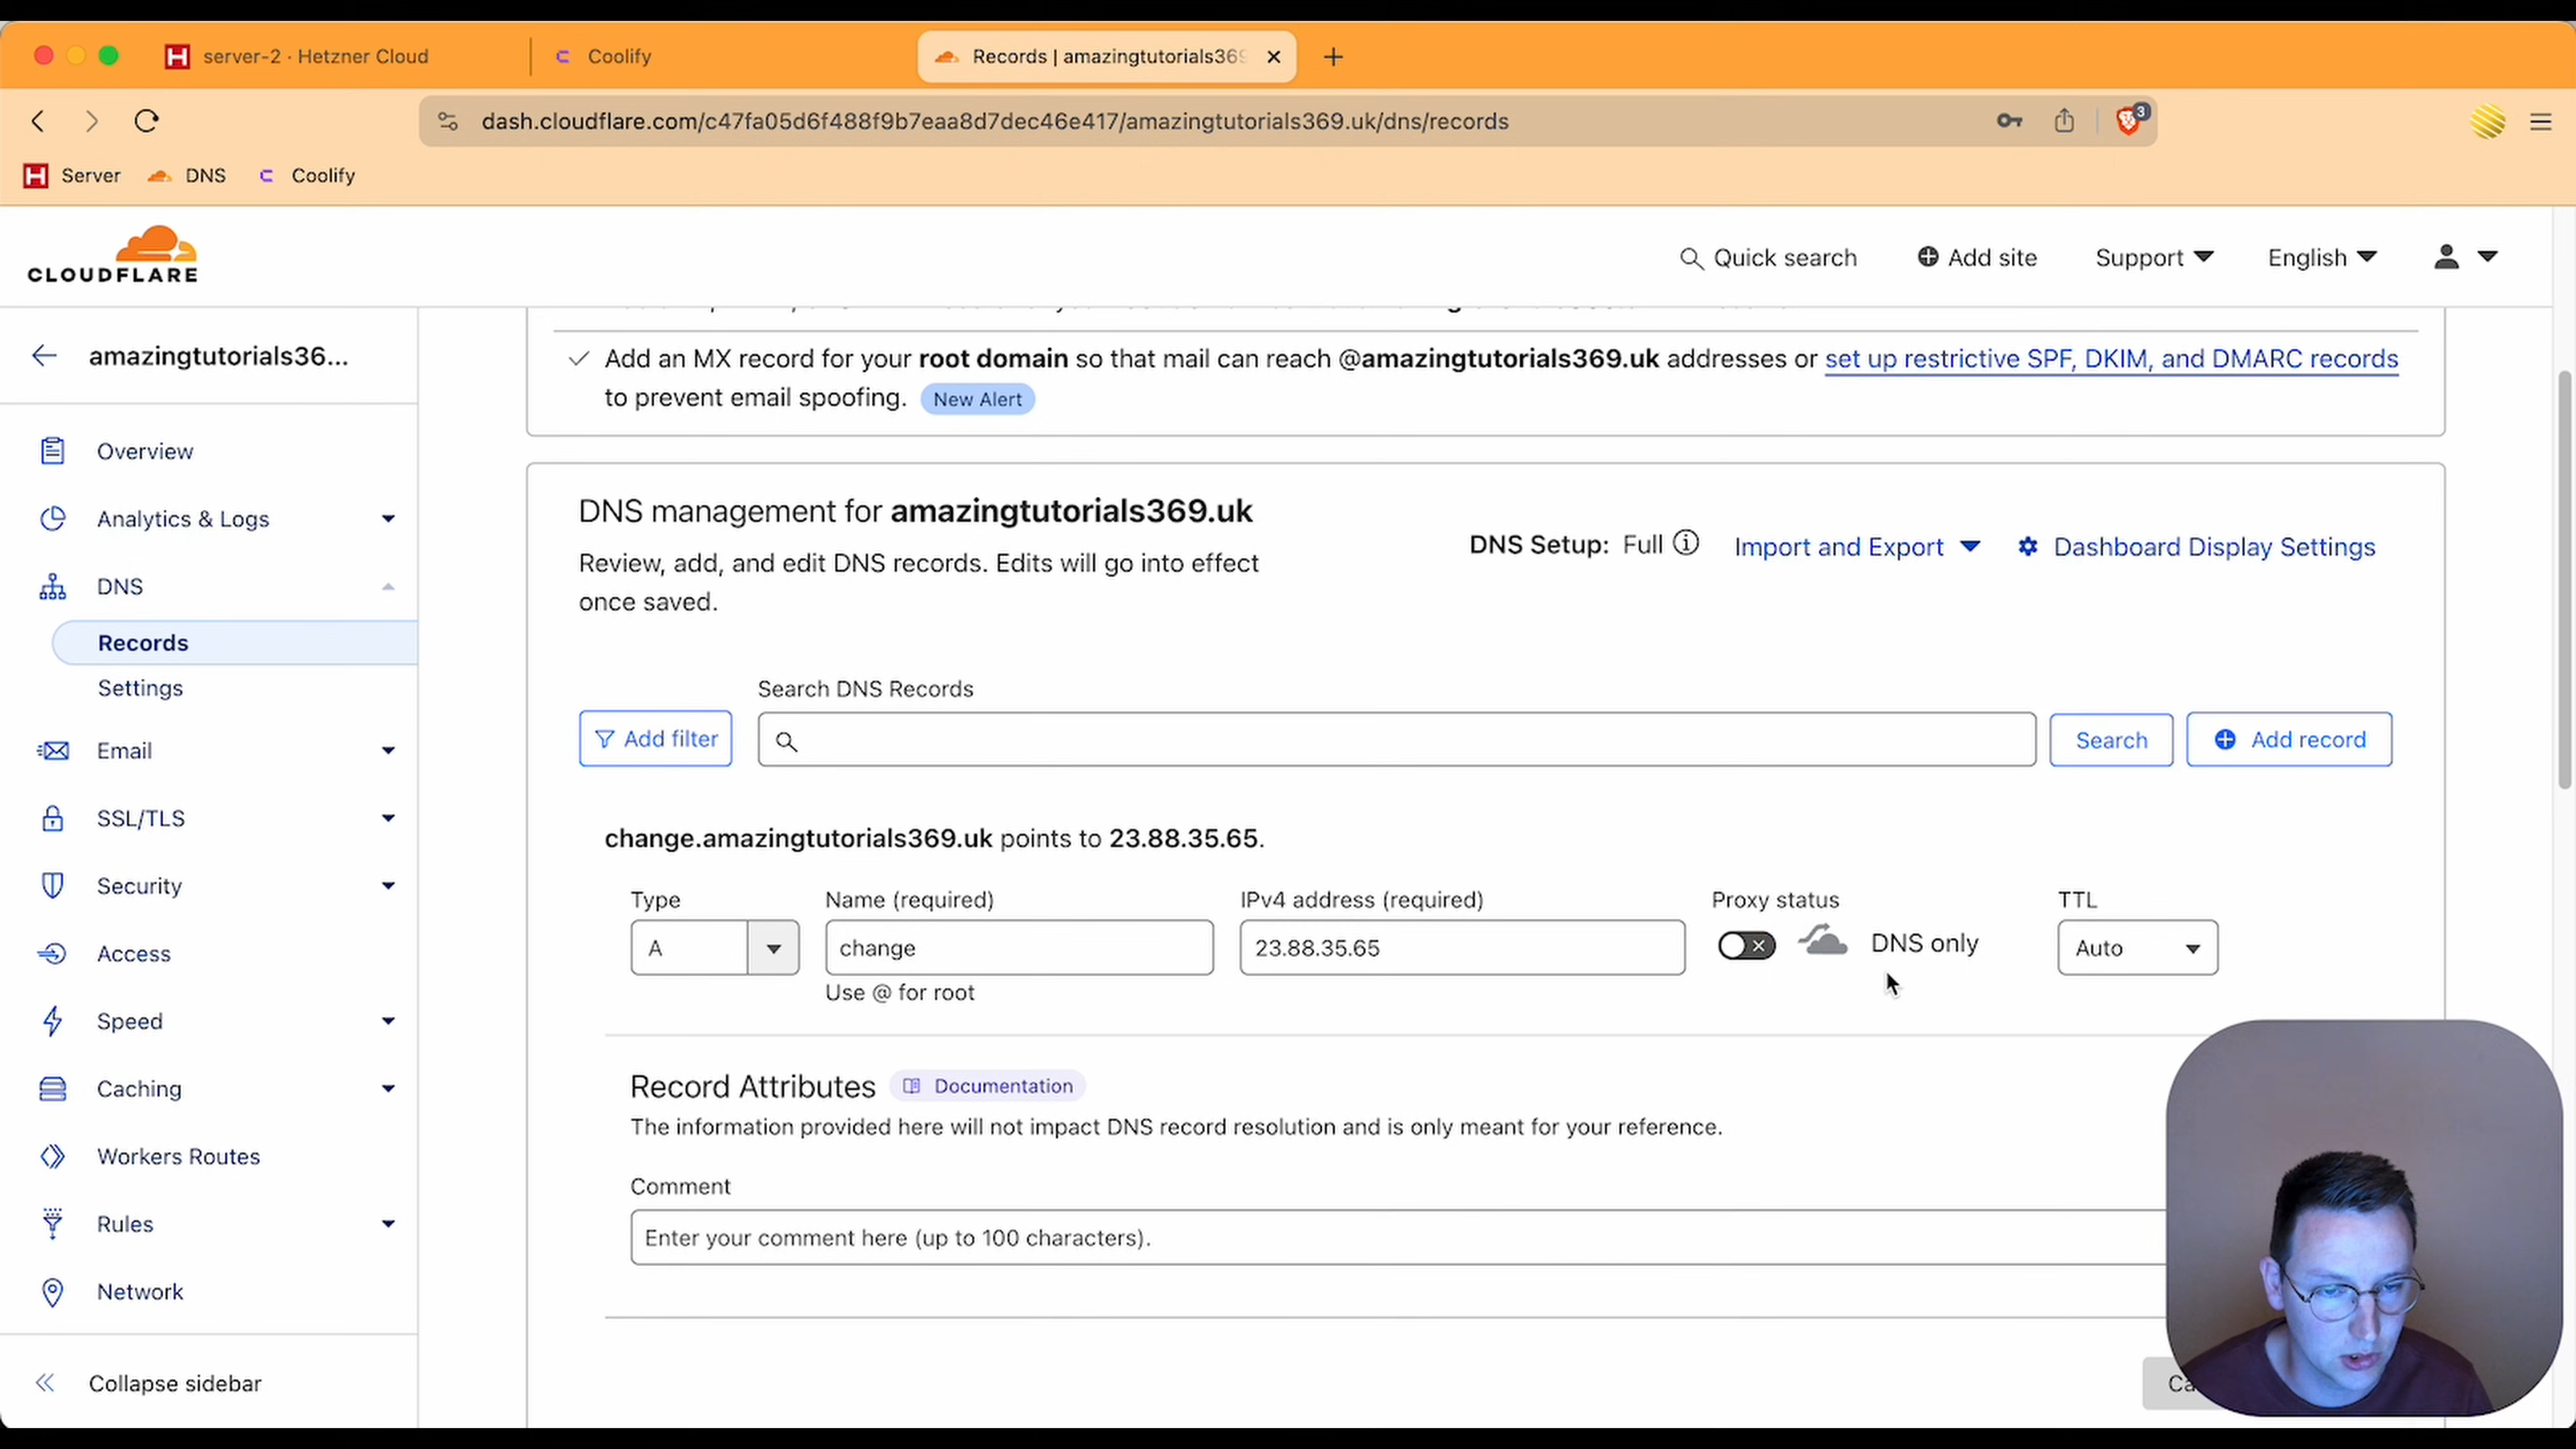 server-2 · Hetzner Cloud
Coolify
Records | amazingtutorials369
dash.cloudflare.com/c47fa05d6f488f9b7eaa8d7dec46e417/amazingtutorials369.uk/dns/records
3
Server
DNS
Coolify
CLOUDFLARE
Quick search
Add site
Support
English
amazingtutorials36...
Overview
Analytics & Logs
DNS
Records
Settings
Email
SSL/TLS
Security
Access
Speed
Caching
Workers Routes
Rules
Network
Collapse sidebar
Add an MX record for your root domain so that mail can reach @amazingtutorials369.uk addresses or set up restrictive SPF, DKIM, and DMARC records
to prevent email spoofing. New Alert
DNS management for amazingtutorials369.uk
Review, add, and edit DNS records. Edits will go into effect
once saved.
DNS Setup: Full
Import and Export
Dashboard Display Settings
Search DNS Records
Add filter
Search
Add record
change.amazingtutorials369.uk points to 23.88.35.65.
Type
Name (required)
IPv4 address (required)
Proxy status
TTL
A
change
23.88.35.65
DNS only
Auto
Use @ for root
Record Attributes
Documentation
The information provided here will not impact DNS record resolution and is only meant for your reference.
Comment
Enter your comment here (up to 100 characters).